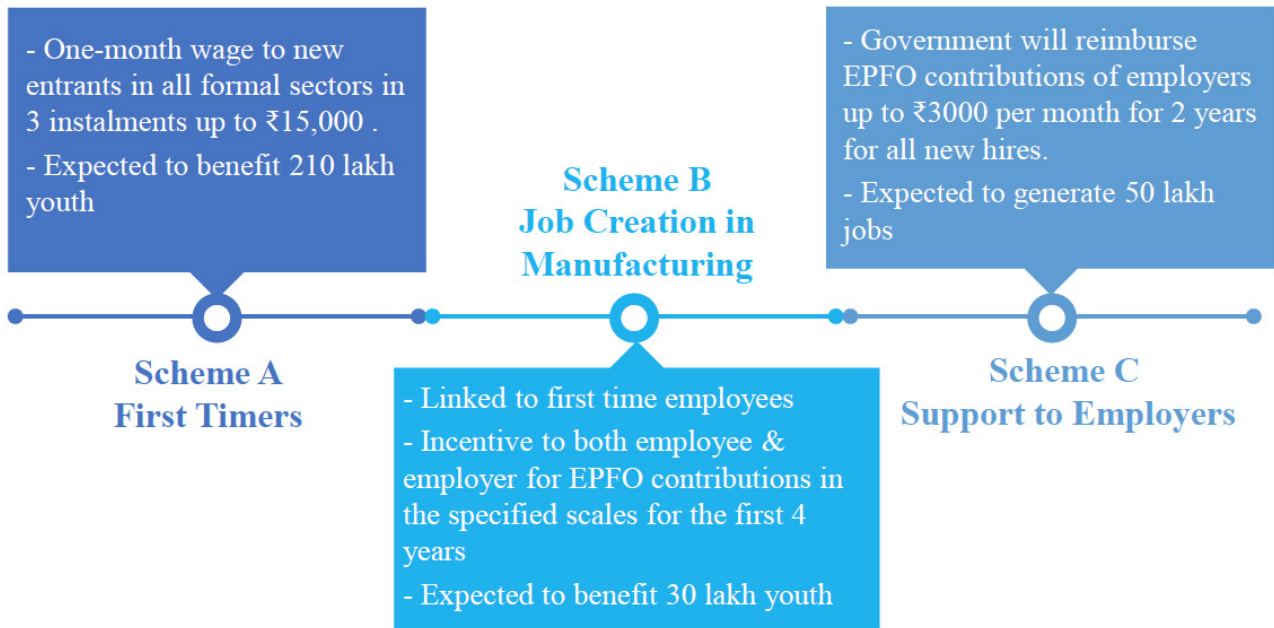 - One-month wage to new
entrants in all formal sectors in
3 instalments up to ₹15,000 .
- Expected to benefit 210 lakh
youth
Scheme A
First Timers
Scheme B
Job Creation in
Manufacturing
- Linked to first time employees
- Incentive to both employee &
employer for EPFO contributions in
the specified scales for the first 4
years
- Expected to benefit 30 lakh youth
- Government will reimburse
EPFO contributions of employers
up to ₹3000 per month for 2 years
for all new hires.
- Expected to generate 50 lakh
jobs
Scheme C
Support to Employers